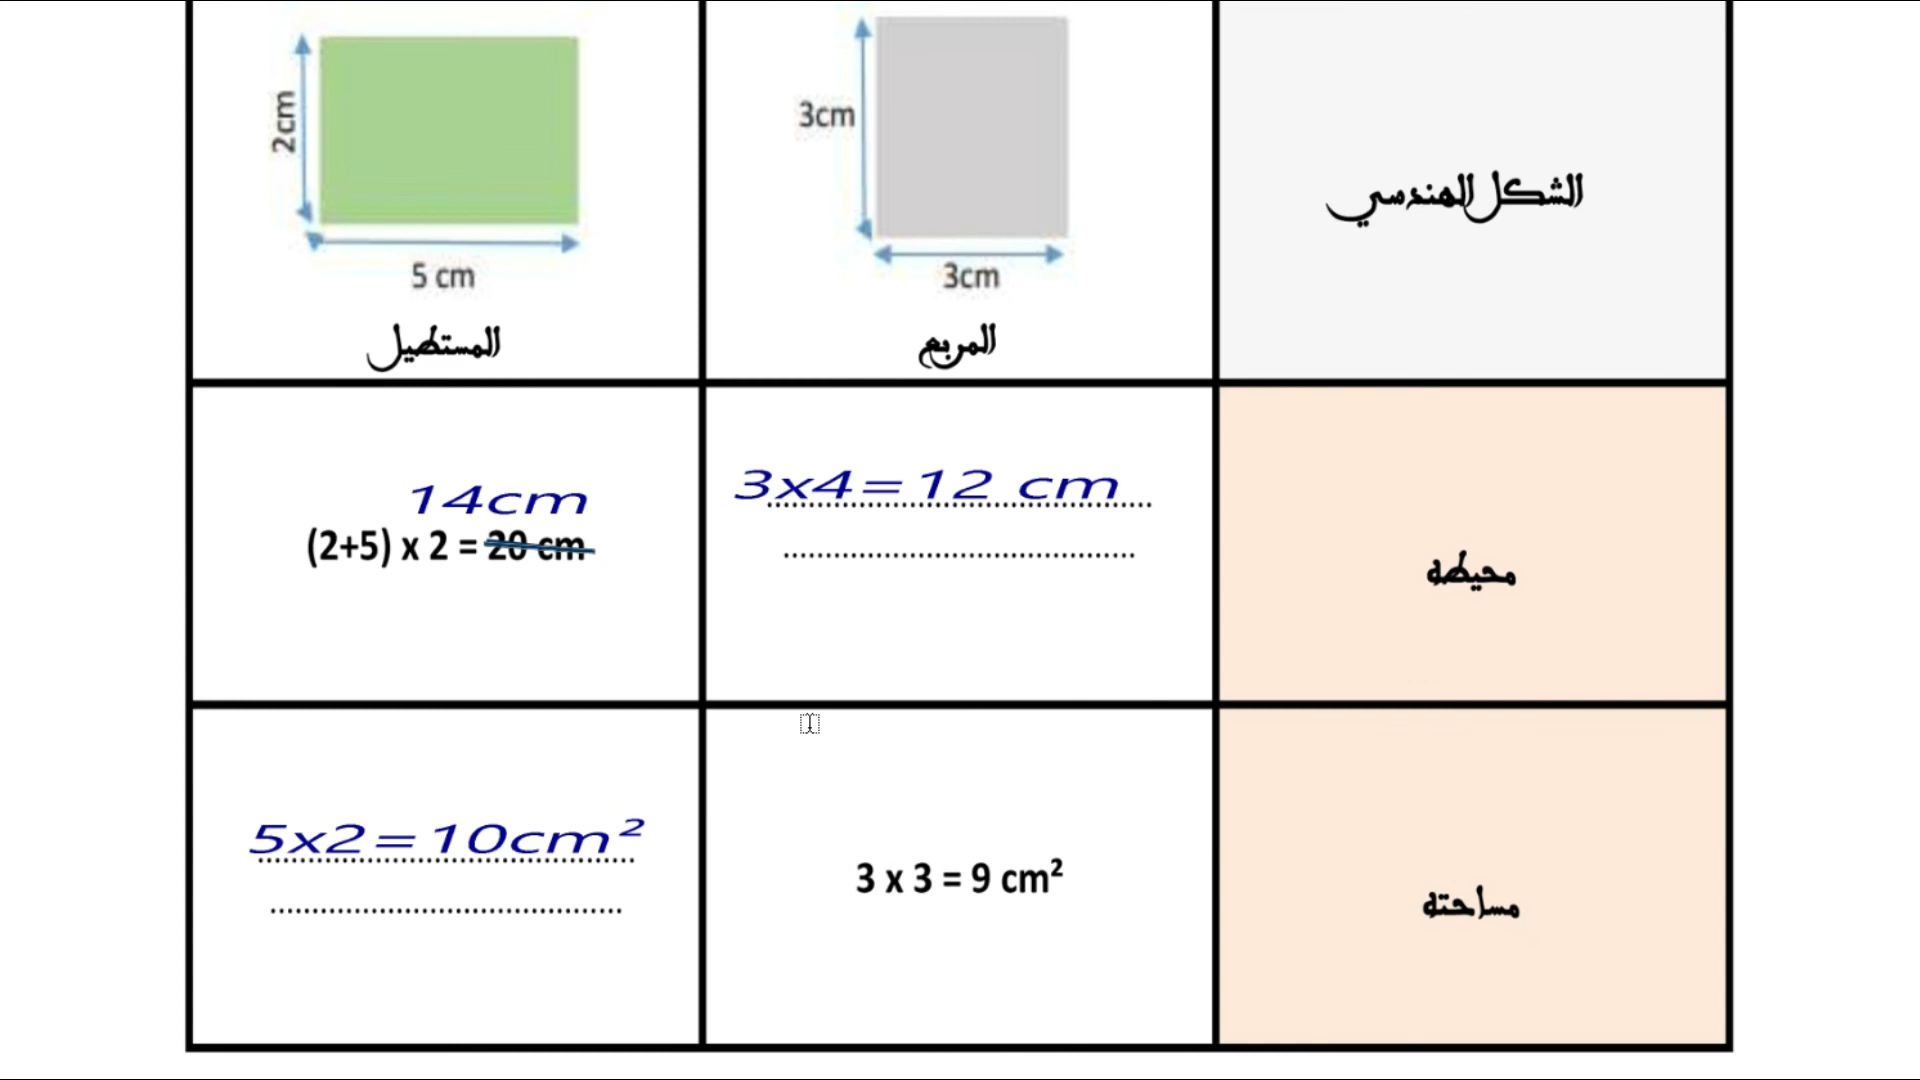 الشكل الهندسي
3cm
3cm
المربع
2cm
5 cm
المستطيل
محيطه
3x4=12 cm
........................................
........................................
14cm
(2+5) x 2 = 20 cm
مساحته
3 x 3 = 9 cm²
5x2=10cm²
........................................
........................................